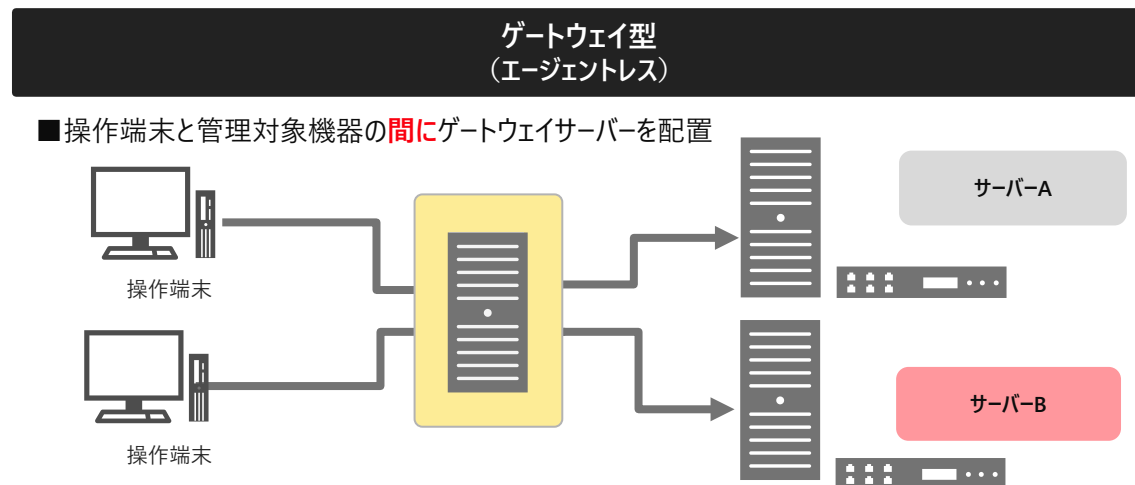 ゲートウェイ型
（エージェントレス）
■操作端末と管理対象機器の間にゲートウェイサーバーを配置
サーバーA
操作端末
サーバーB
操作端末